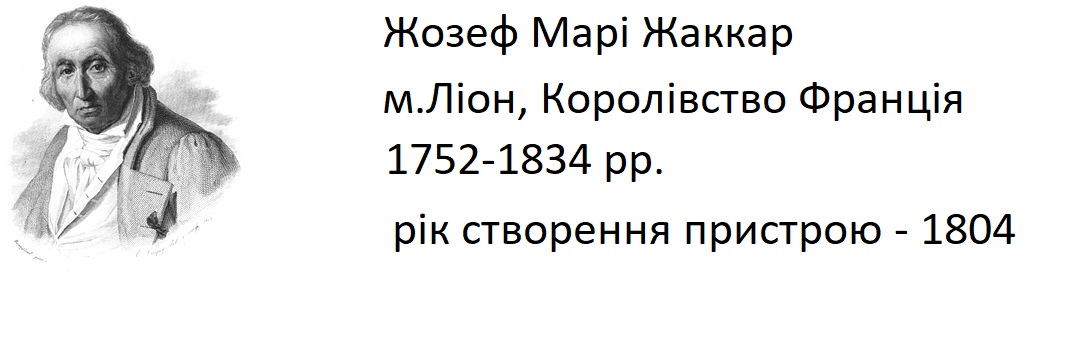 Жозеф Марі Жаккар
м.Ліон, Королівство Франція
1752-1834 рр.
рік створення пристрою - 1804